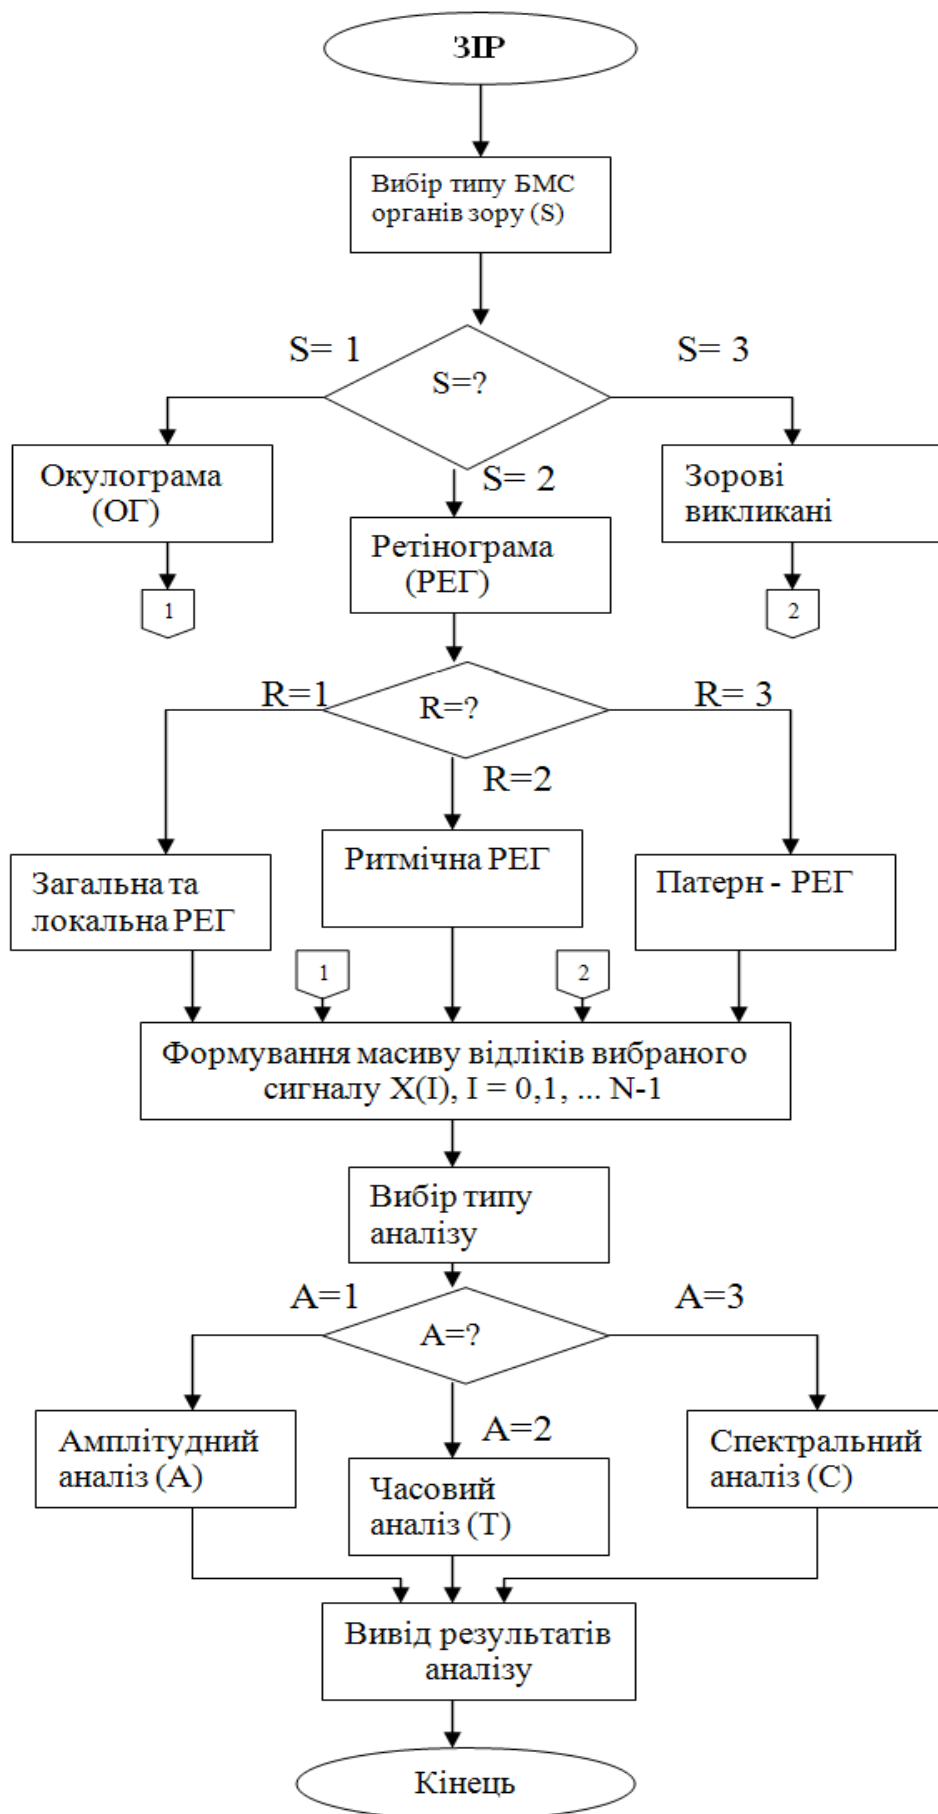 ЗІР
Вибір типу БМС
органів зору (S)
S= 1
S= 3
S=?
Окулограма
(ОГ)
S= 2
Зорові
викликані
Ретінограма
(РЕГ)
1
2
R=1
R=?
R= 3
R=2
Загальна та
локальна РЕГ
Ритмічна РЕГ
Патерн - РЕГ
1
2
Формування масиву відліків вибраного
сигналу X(I), I = 0,1, ... N-1
Вибір типу
аналізу
A=1
A=3
A=?
A=2
Амплітудний
аналіз (А)
Часовий
аналіз (Т)
Спектральний
аналіз (С)
Вивід результатів
аналізу
Кінець